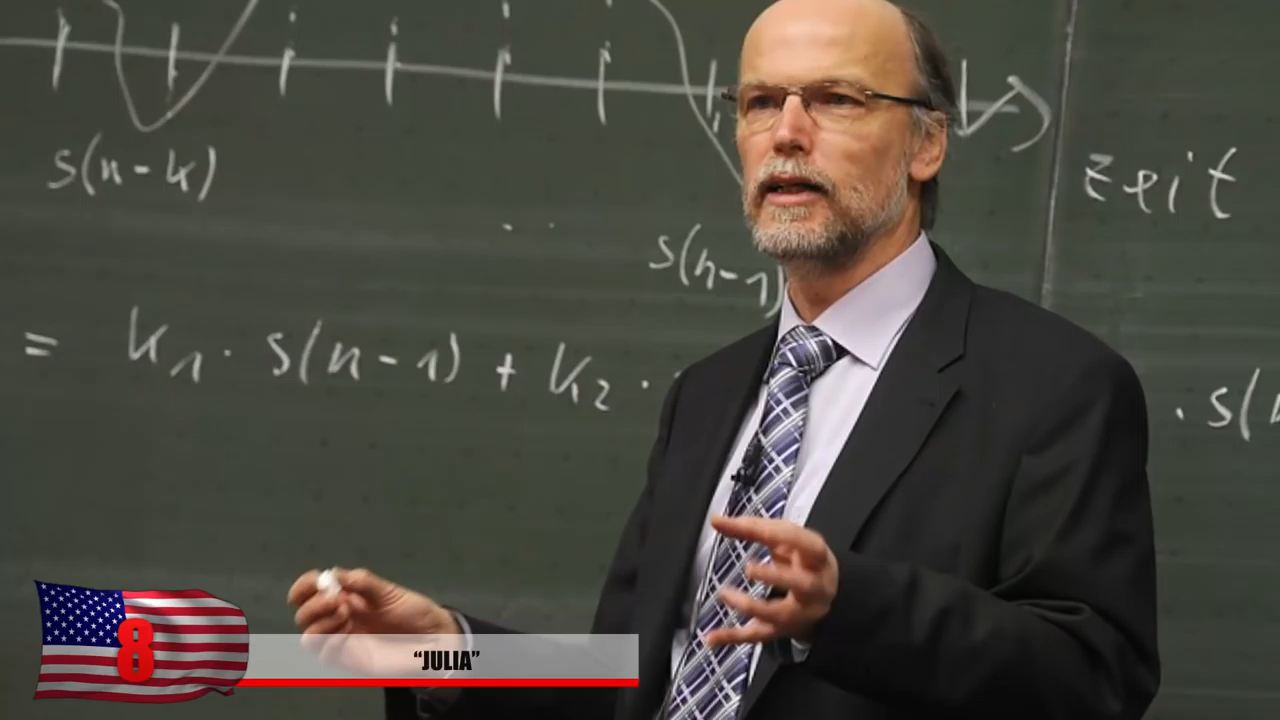 s(n-k)
s(n-1)
Zeit
= k₁ · s(n-1) + k₂ ·
· s(
8
“JULIA”